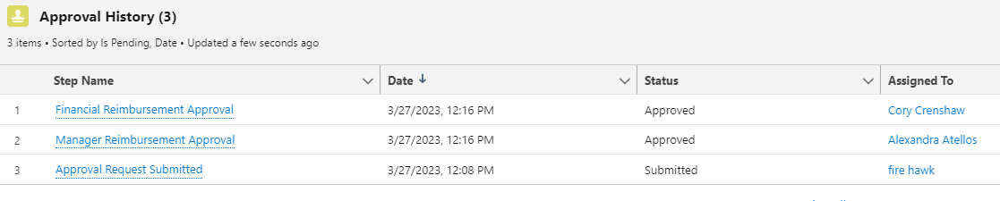 Approval History (3)
3 items • Sorted by Is Pending, Date • Updated a few seconds ago
Step Name Date Status Assigned To
1 Financial Reimbursement Approval 3/27/2023, 12:16 PM Approved Cory Crenshaw
2 Manager Reimbursement Approval 3/27/2023, 12:16 PM Approved Alexandra Atellos
3 Approval Request Submitted 3/27/2023, 12:08 PM Submitted fire hawk